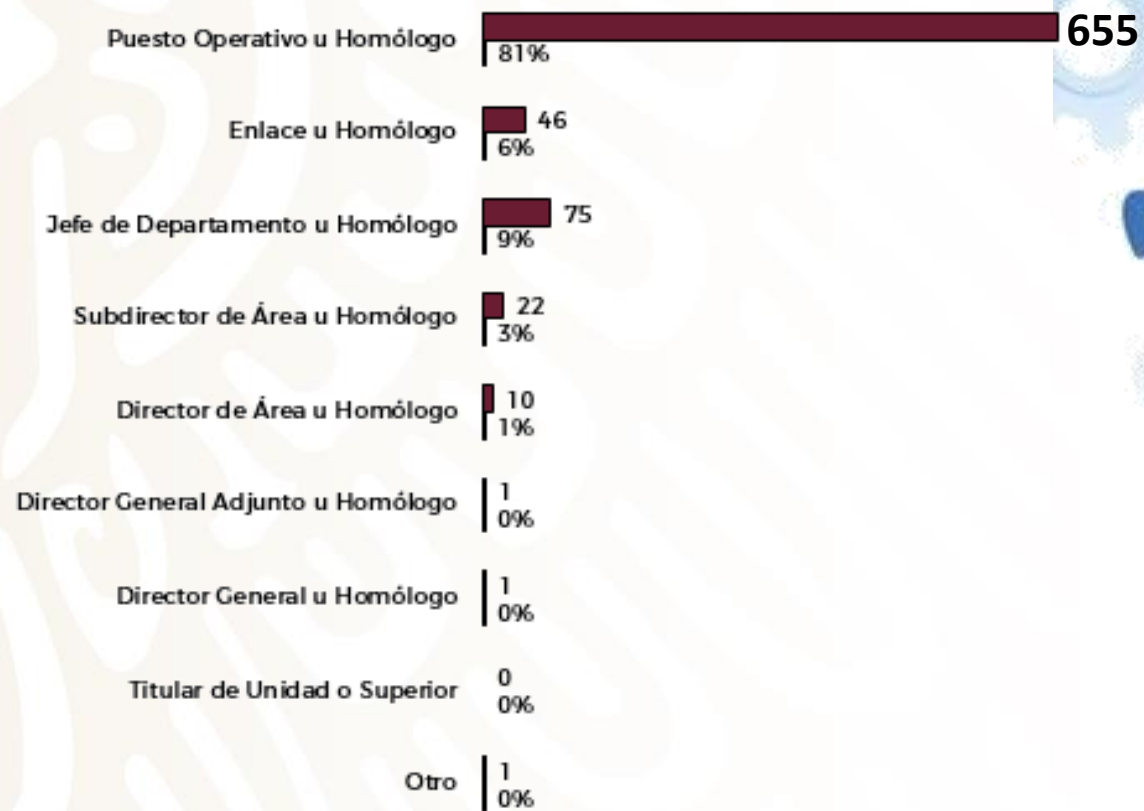 Puesto Operativo u Homólogo 655
81%
Enlace u Homólogo 46
6%
Jefe de Departamento u Homólogo 75
9%
Subdirector de Área u Homólogo 22
3%
Director de Área u Homólogo 10
1%
Director General Adjunto u Homólogo 1
0%
Director General u Homólogo 1
0%
Titular de Unidad o Superior 0
0%
Otro 1
0%